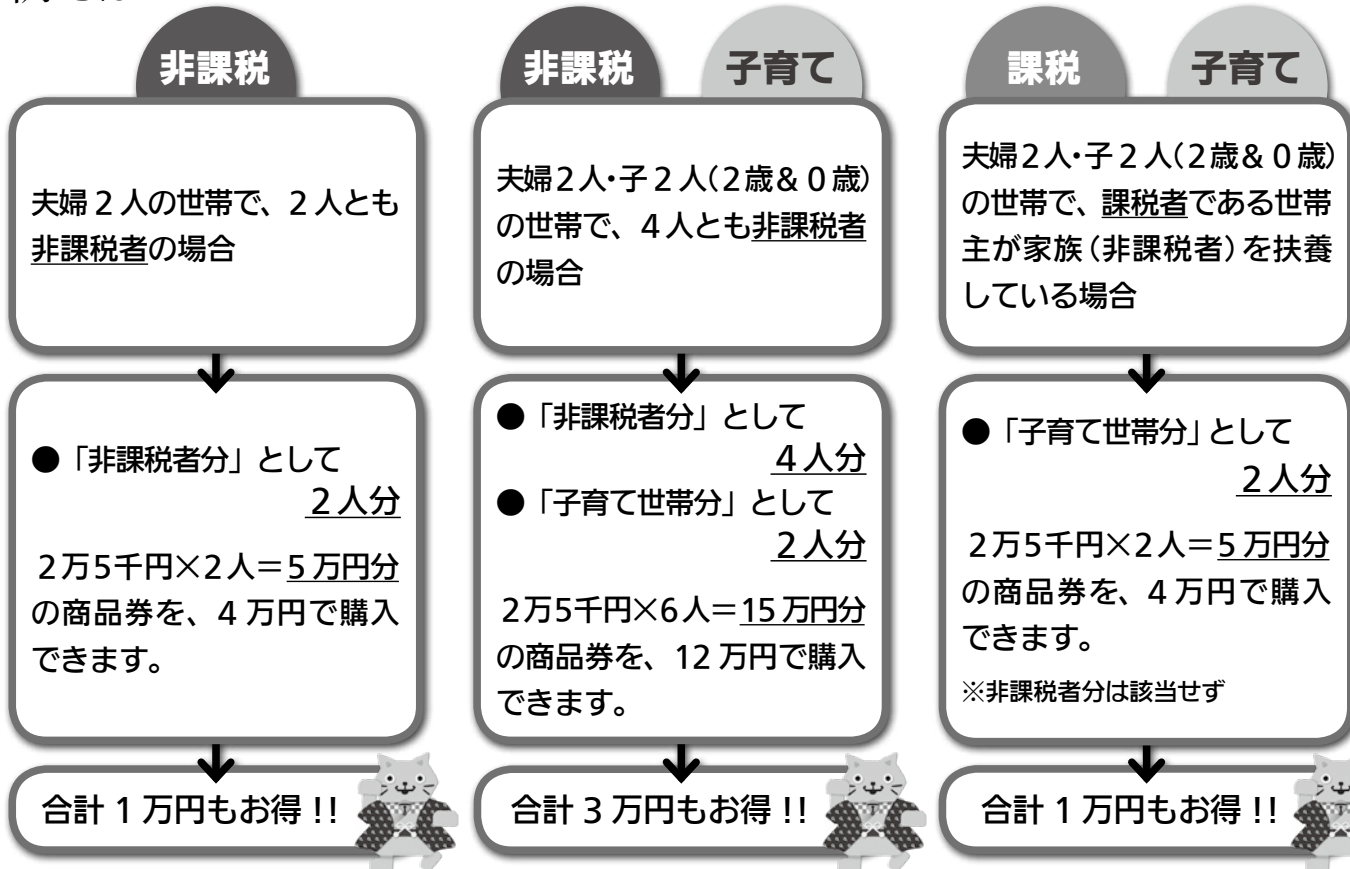 非課税
夫婦2人の世帯で、2人とも
非課税者の場合
●「非課税者分」として
2人分
2万5千円×2人=5万円分
の商品券を、4万円で購入
できます。
合計1万円もお得!!
非課税 子育て
夫婦2人・子2人(2歳&0歳)
の世帯で、4人とも非課税者
の場合
●「非課税者分」として
4人分
●「子育て世帯分」として
2人分
2万5千円×6人=15万円分
の商品券を、12万円で購入
できます。
合計3万円もお得!!
課税 子育て
夫婦2人・子2人(2歳&0歳)
の世帯で、課税者である世帯
主が家族(非課税者)を扶養
している場合
●「子育て世帯分」として
2人分
2万5千円×2人=5万円分
の商品券を、4万円で購入
できます。
※非課税者分は該当せず
合計1万円もお得!!